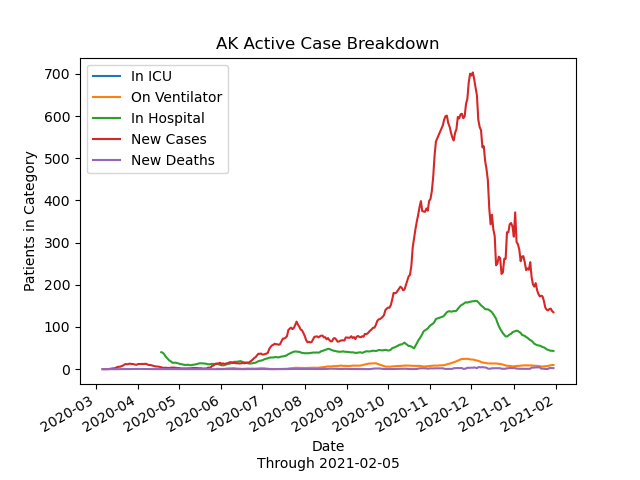 AK Active Case Breakdown
In ICU
On Ventilator
In Hospital
New Cases
New Deaths
Patients in Category
700
600
500
400
300
200
100
0
2020-03
2020-04
2020-05
2020-06
2020-07
2020-08
2020-09
2020-10
2020-11
2020-12
2021-01
2021-02
Date
Through 2021-02-05